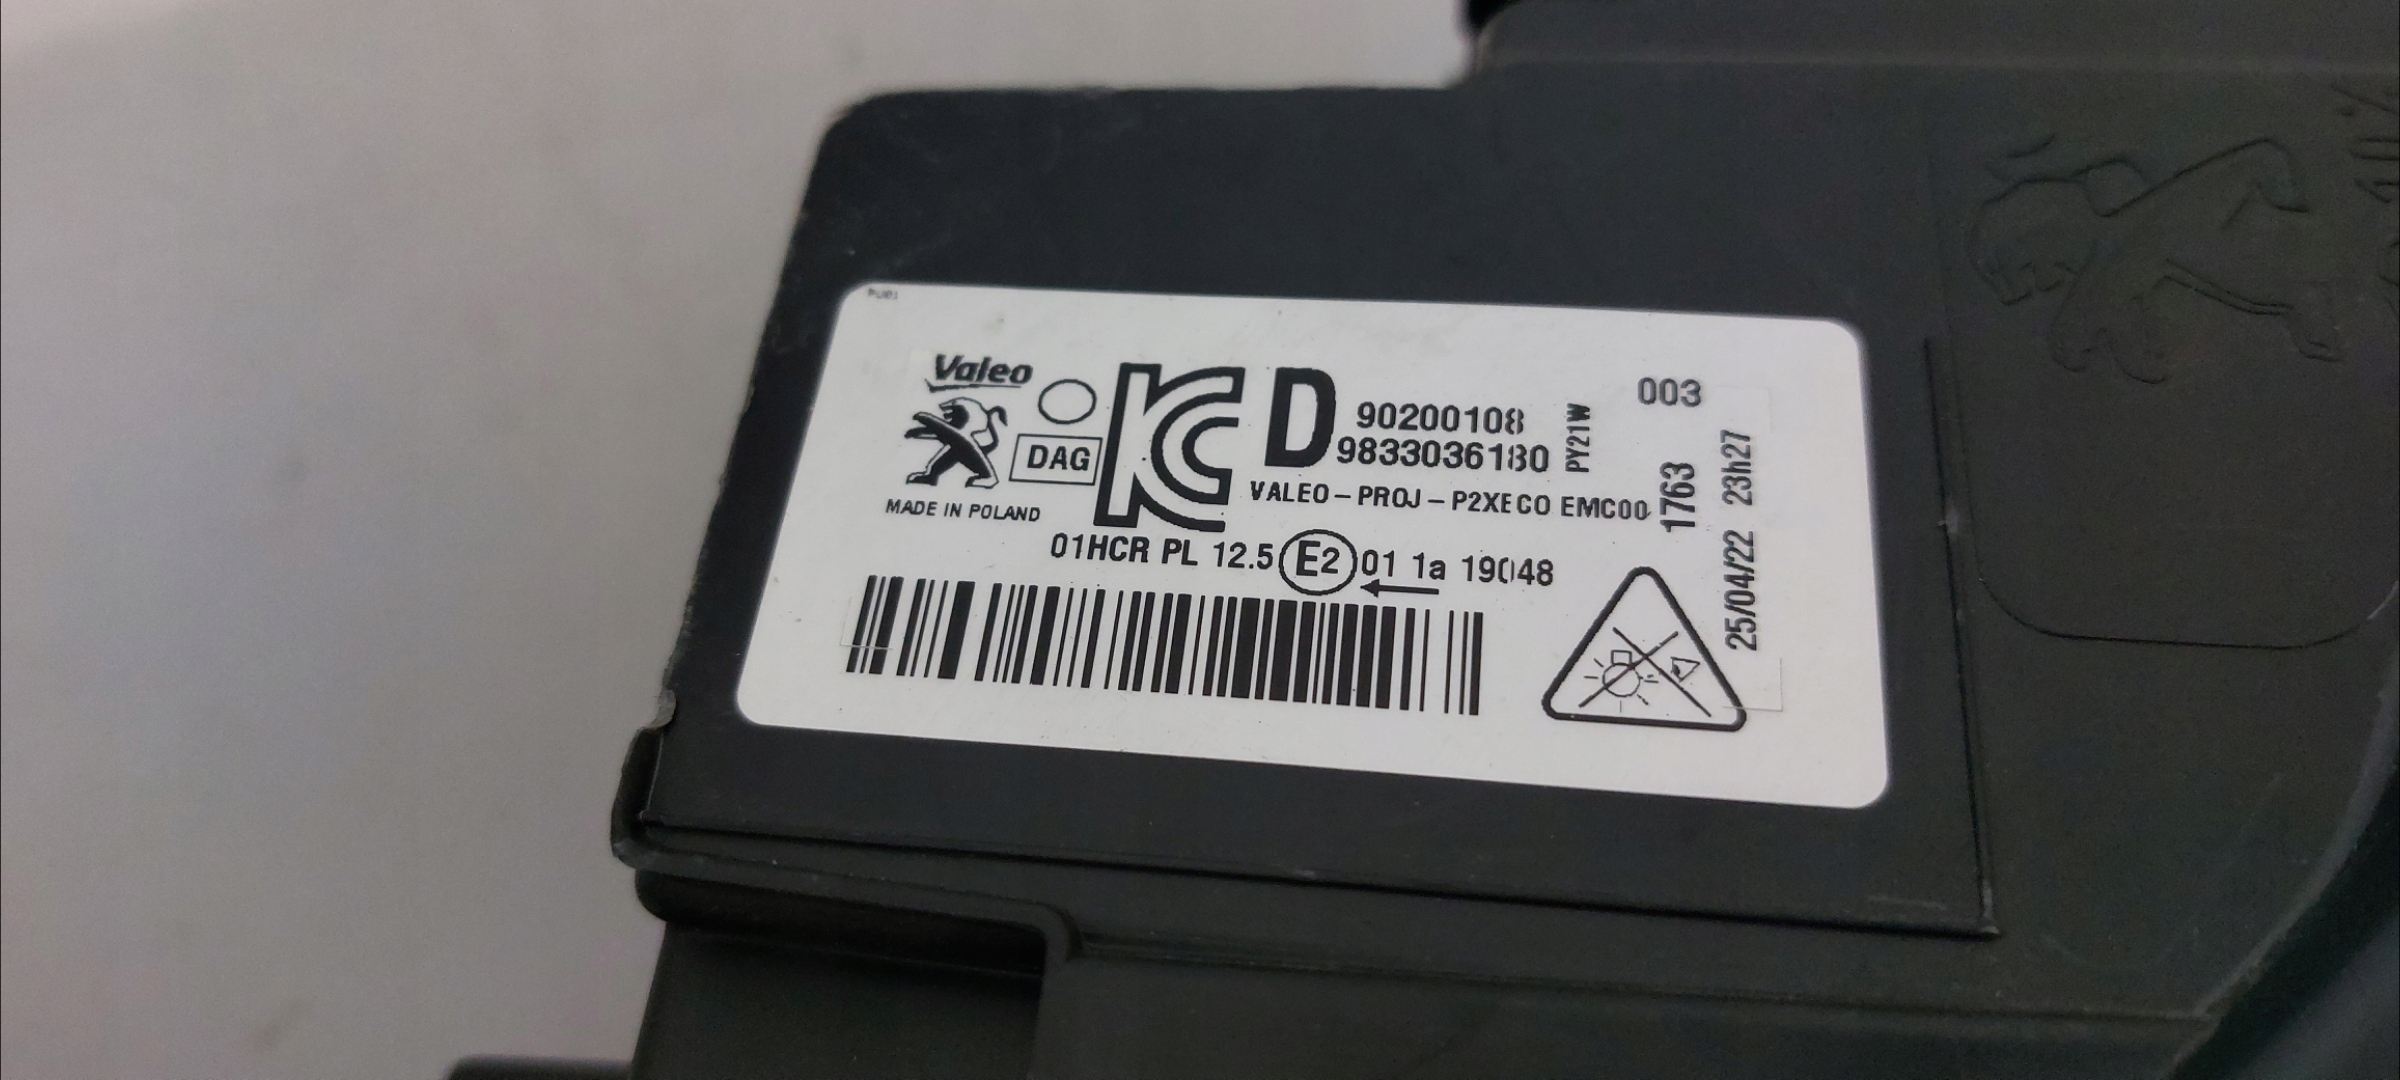 Valeo
DAG
MADE IN POLAND
KC
D
90200108
9833036180
PY21W
VALEO-PROJ-P2XECO EMC00
003
1763
25/04/22 23h27
01HCR PL 12.5 E2 01 1a 19048